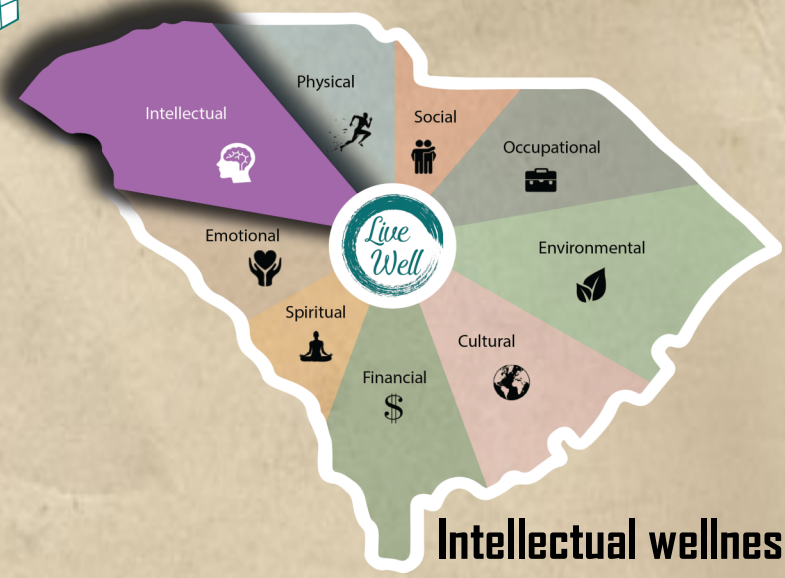 Physical
Intellectual
Social
Occupational
Emotional
Live
Well
Environmental
Spiritual
Cultural
Financial
$
Intellectual wellnes